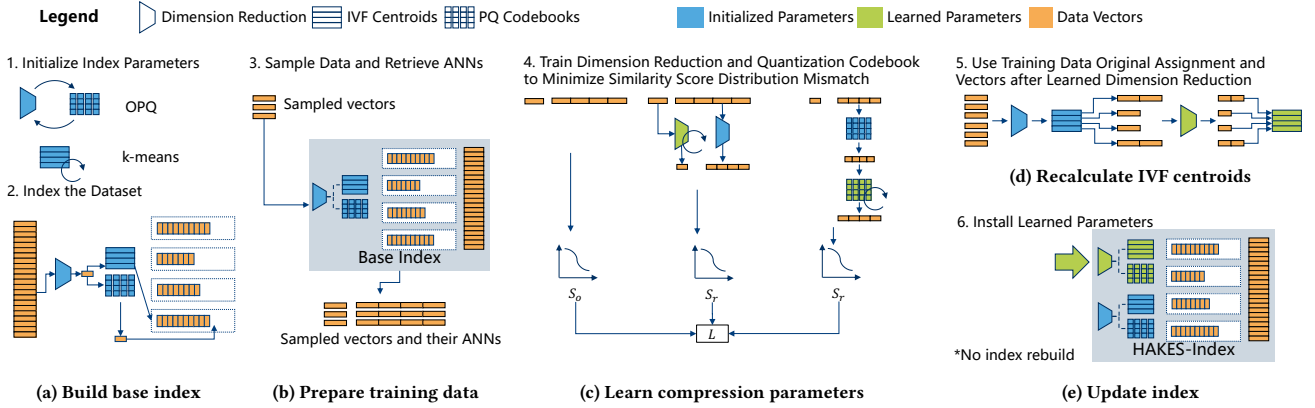 Legend
Dimension Reduction
IVF Centroids
PQ Codebooks
Initialized Parameters
Learned Parameters
Data Vectors
1. Initialize Index Parameters
OPQ
k-means
2. Index the Dataset
(a) Build base index
3. Sample Data and Retrieve ANNs
Sampled vectors
Base Index
Sampled vectors and their ANNs
(b) Prepare training data
4. Train Dimension Reduction and Quantization Codebook
to Minimize Similarity Score Distribution Mismatch
S_o
S_r
S_r
L
(c) Learn compression parameters
5. Use Training Data Original Assignment and
Vectors after Learned Dimension Reduction
(d) Recalculate IVF centroids
6. Install Learned Parameters
*No index rebuild
HAKES-Index
(e) Update index